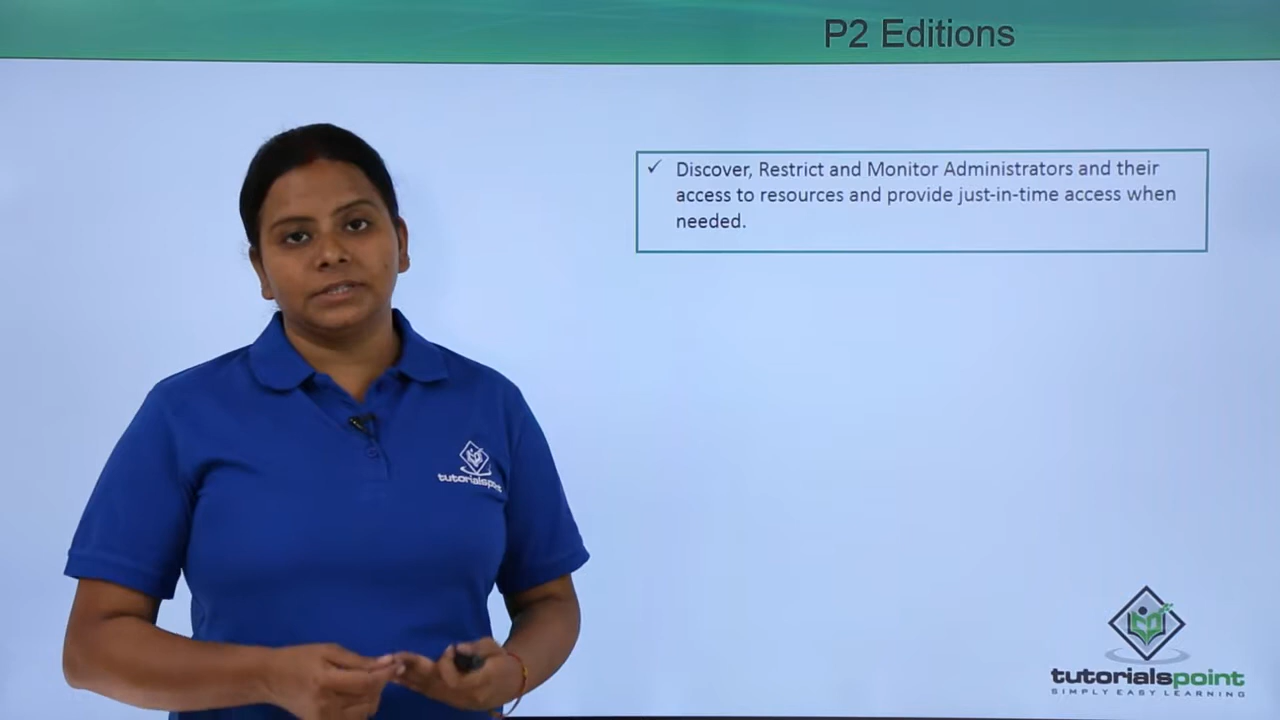 P2 Editions
✓ Discover, Restrict and Monitor Administrators and their
access to resources and provide just-in-time access when
needed.
tutorialspoint
tutorialspoint
SIMPLY EASY LEARNING